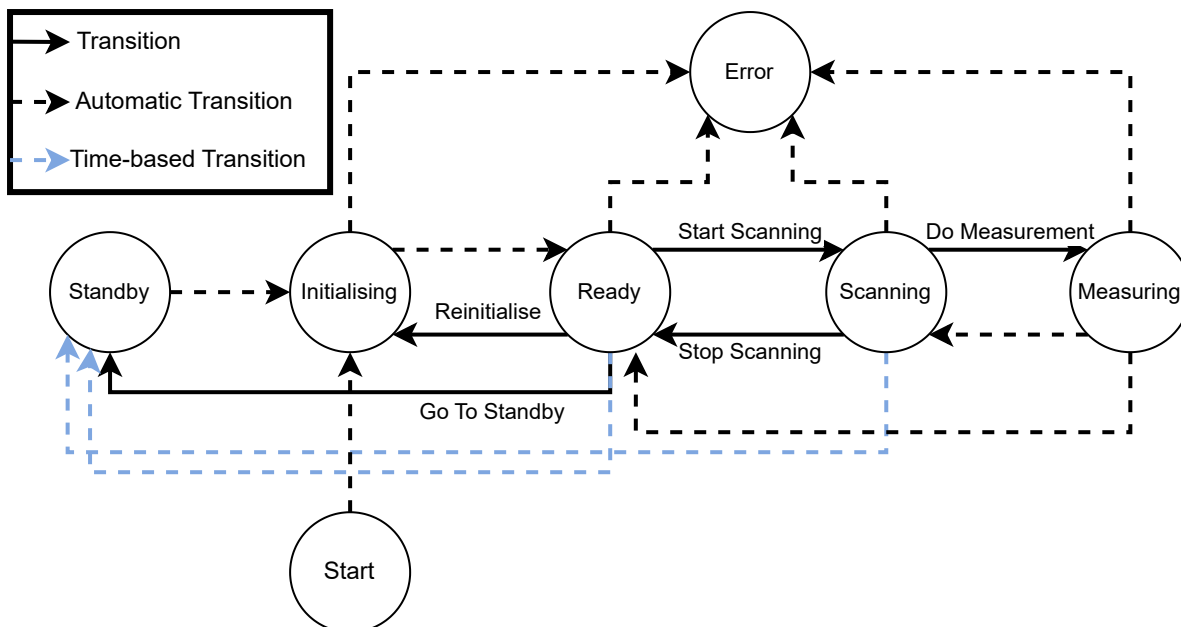 Transition
Automatic Transition
Time-based Transition
Error
Start Scanning
Do Measurement
Standby
Initialising
Ready
Scanning
Measuring
Reinitialise
Stop Scanning
Go To Standby
Start